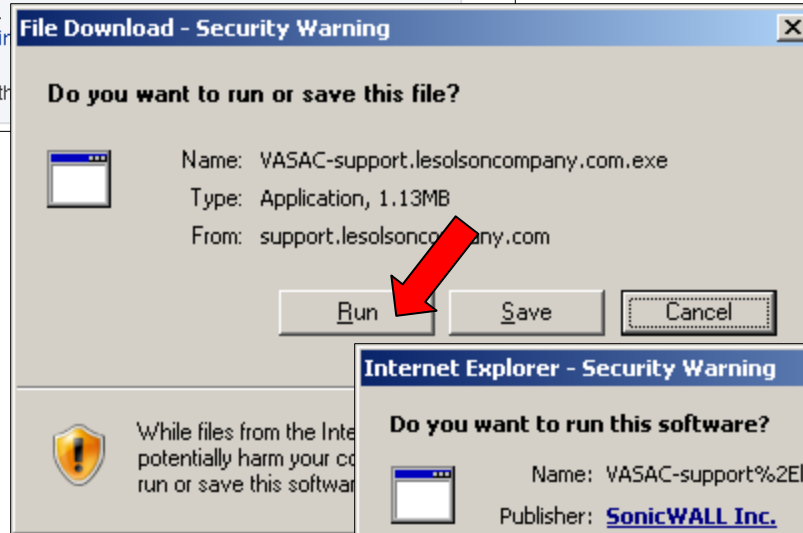 File Download - Security Warning
Do you want to run or save this file?
Name: VASAC-support.lesolsoncompany.com.exe
Type: Application, 1.13MB
From: support.lesolsoncompany.com
Run Save Cancel
While files from the Inte
potentially harm your co
run or save this softwar
Internet Explorer - Security Warning
Do you want to run this software?
Name: VASAC-support%2El
Publisher: SonicWALL Inc.